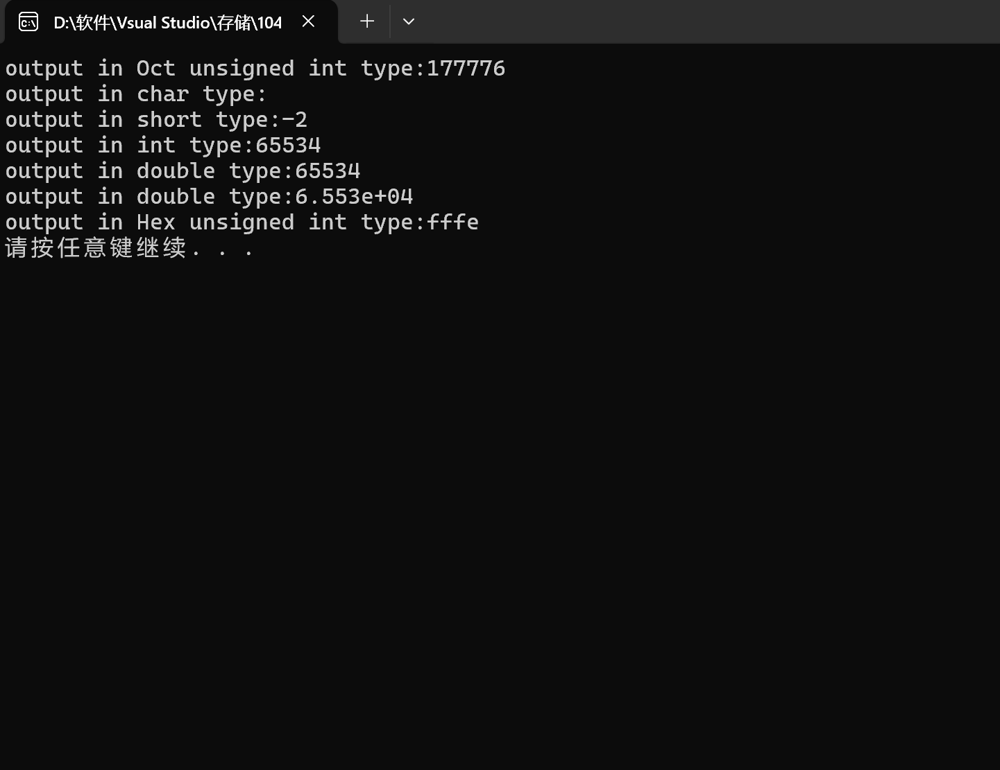 D:\软件\Vsual Studio\存储\104
output in Oct unsigned int type:177776
output in char type:
output in short type:-2
output in int type:65534
output in double type:65534
output in double type:6.553e+04
output in Hex unsigned int type:fffe
请按任意键继续. . .